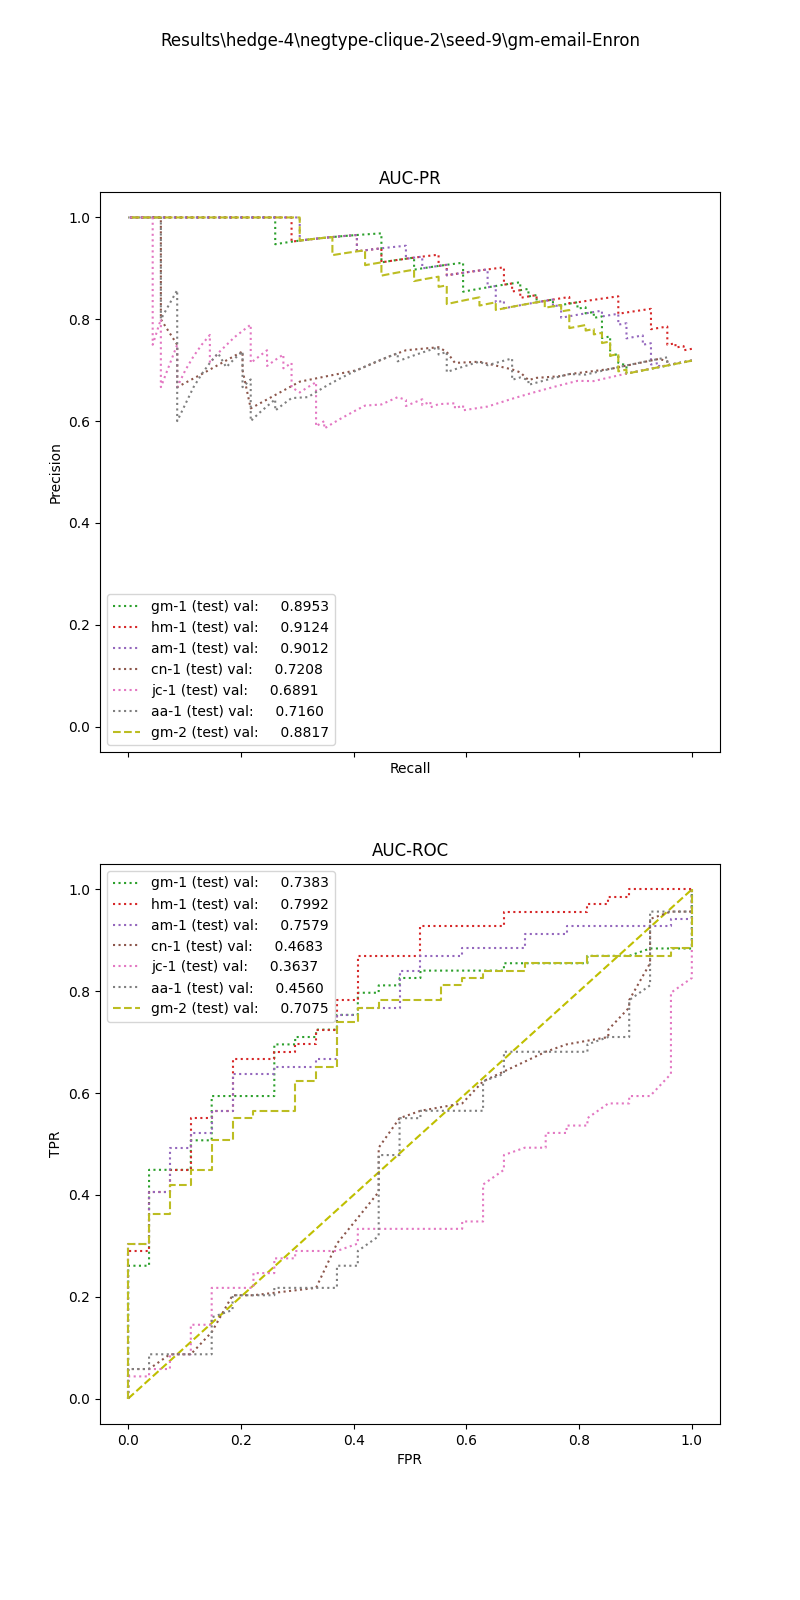 Results\hedge-4\negtype-clique-2\seed-9\gm-email-Enron
AUC-PR
1.0
0.8
0.6
0.4
0.2
0.0
Precision
gm-1 (test) val: 0.8953
hm-1 (test) val: 0.9124
am-1 (test) val: 0.9012
cn-1 (test) val: 0.7208
jc-1 (test) val: 0.6891
aa-1 (test) val: 0.7160
gm-2 (test) val: 0.8817
Recall
AUC-ROC
1.0
0.8
0.6
0.4
0.2
0.0
TPR
gm-1 (test) val: 0.7383
hm-1 (test) val: 0.7992
am-1 (test) val: 0.7579
cn-1 (test) val: 0.4683
jc-1 (test) val: 0.3637
aa-1 (test) val: 0.4560
gm-2 (test) val: 0.7075
0.0 0.2 0.4 0.6 0.8 1.0
FPR